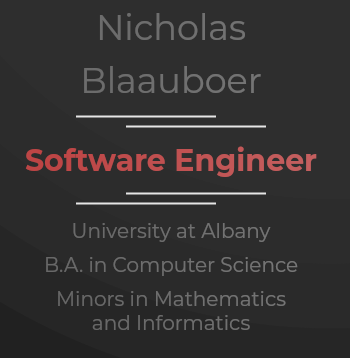 Nicholas
Blaauboer
Software Engineer
University at Albany
B.A. in Computer Science
Minors in Mathematics
and Informatics